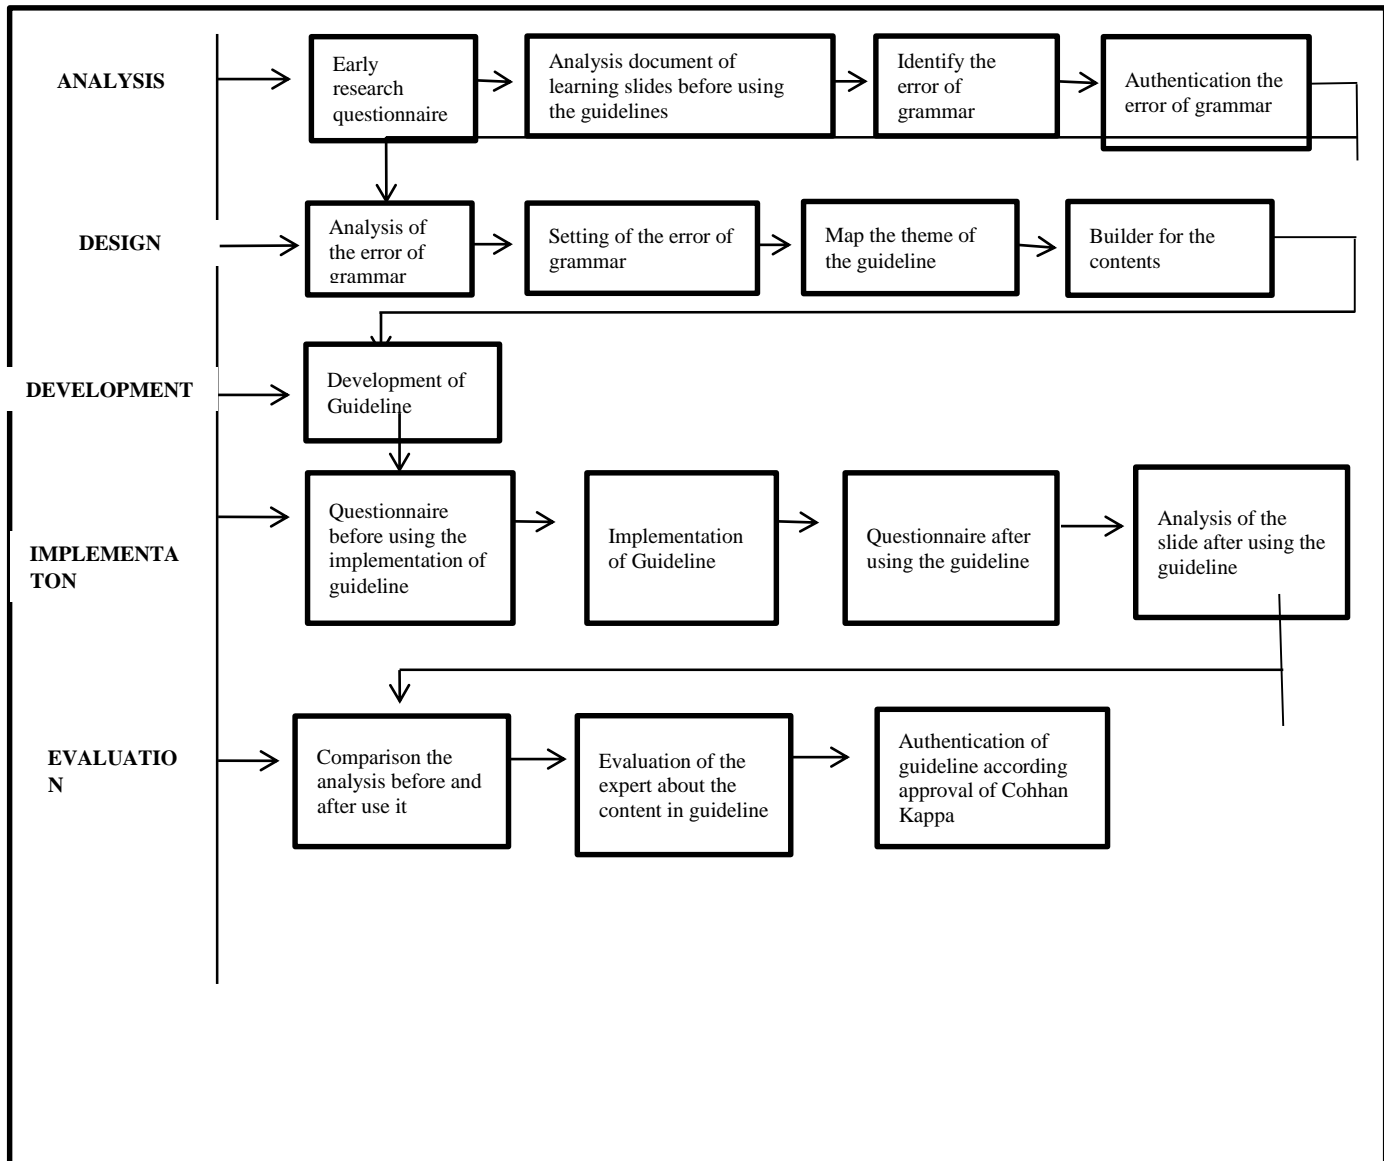 ANALYSIS
Early
research
questionnaire
Analysis document of
learning slides before using
the guidelines
Identify the
error of
grammar
Authentication the
error of grammar
DESIGN
Analysis of
the error of
grammar
Setting of the error of
grammar
Map the theme of
the guideline
Builder for the
contents
DEVELOPMENT
Development of
Guideline
IMPLEMENTA
TON
Questionnaire
before using the
implementation of
guideline
Implementation
of Guideline
Questionnaire after
using the guideline
Analysis of the
slide after using the
guideline
EVALUATIO
N
Comparison the
analysis before and
after use it
Evaluation of the
expert about the
content in guideline
Authentication of
guideline according
approval of Cohhan
Kappa